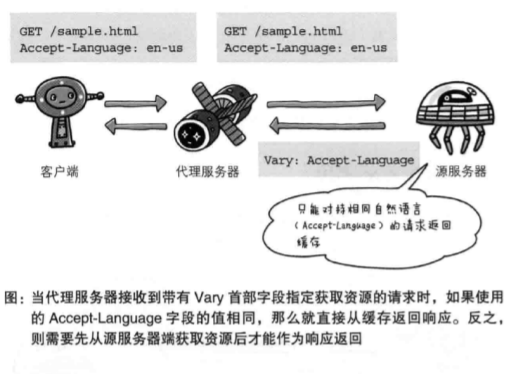 GET /sample.html
Accept-Language: en-us
GET /sample.html
Accept-Language: en-us
客户端
代理服务器
Vary: Accept-Language
源服务器
只能对持相同自然语言
(Accept-Language)的请求返回
缓存
图：当代理服务器接收到带有 Vary 首部字段指定获取资源的请求时，如果使用
的 Accept-Language 字段的值相同，那么就直接从缓存返回响应。反之，
则需要先从源服务器端获取资源后才能作为响应返回